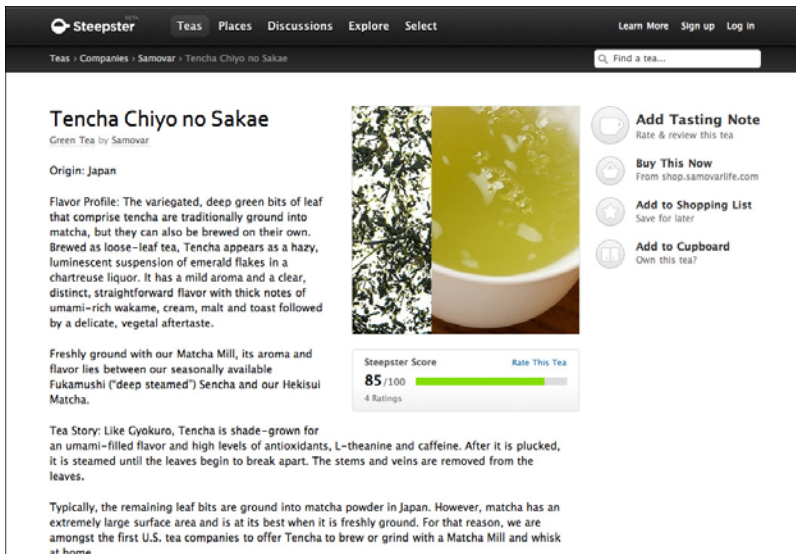 BETA
Steepster Teas Places Discussions Explore Select Learn More Sign up Log in
Teas › Companies › Samovar › Tencha Chiyo no Sakae Find a tea...
Tencha Chiyo no Sakae
Green Tea by Samovar
Origin: Japan
Flavor Profile: The variegated, deep green bits of leaf
that comprise tencha are traditionally ground into
matcha, but they can also be brewed on their own.
Brewed as loose-leaf tea, Tencha appears as a hazy,
luminescent suspension of emerald flakes in a
chartreuse liquor. It has a mild aroma and a clear,
distinct, straightforward flavor with thick notes of
umami-rich wakame, cream, malt and toast followed
by a delicate, vegetal aftertaste.
Freshly ground with our Matcha Mill, its aroma and
flavor lies between our seasonally available
Fukamushi (“deep steamed”) Sencha and our Hekisui
Matcha.
Tea Story: Like Gyokuro, Tencha is shade-grown for
an umami-filled flavor and high levels of antioxidants, L-theanine and caffeine. After it is plucked,
it is steamed until the leaves begin to break apart. The stems and veins are removed from the
leaves.
Typically, the remaining leaf bits are ground into matcha powder in Japan. However, matcha has an
extremely large surface area and is at its best when it is freshly ground. For that reason, we are
amongst the first U.S. tea companies to offer Tencha to brew or grind with a Matcha Mill and whisk
at home.
Steepster Score Rate This Tea
85/100
4 Ratings
Add Tasting Note
Rate & review this tea
Buy This Now
From shop.samovarlife.com
Add to Shopping List
Save for later
Add to Cupboard
Own this tea?